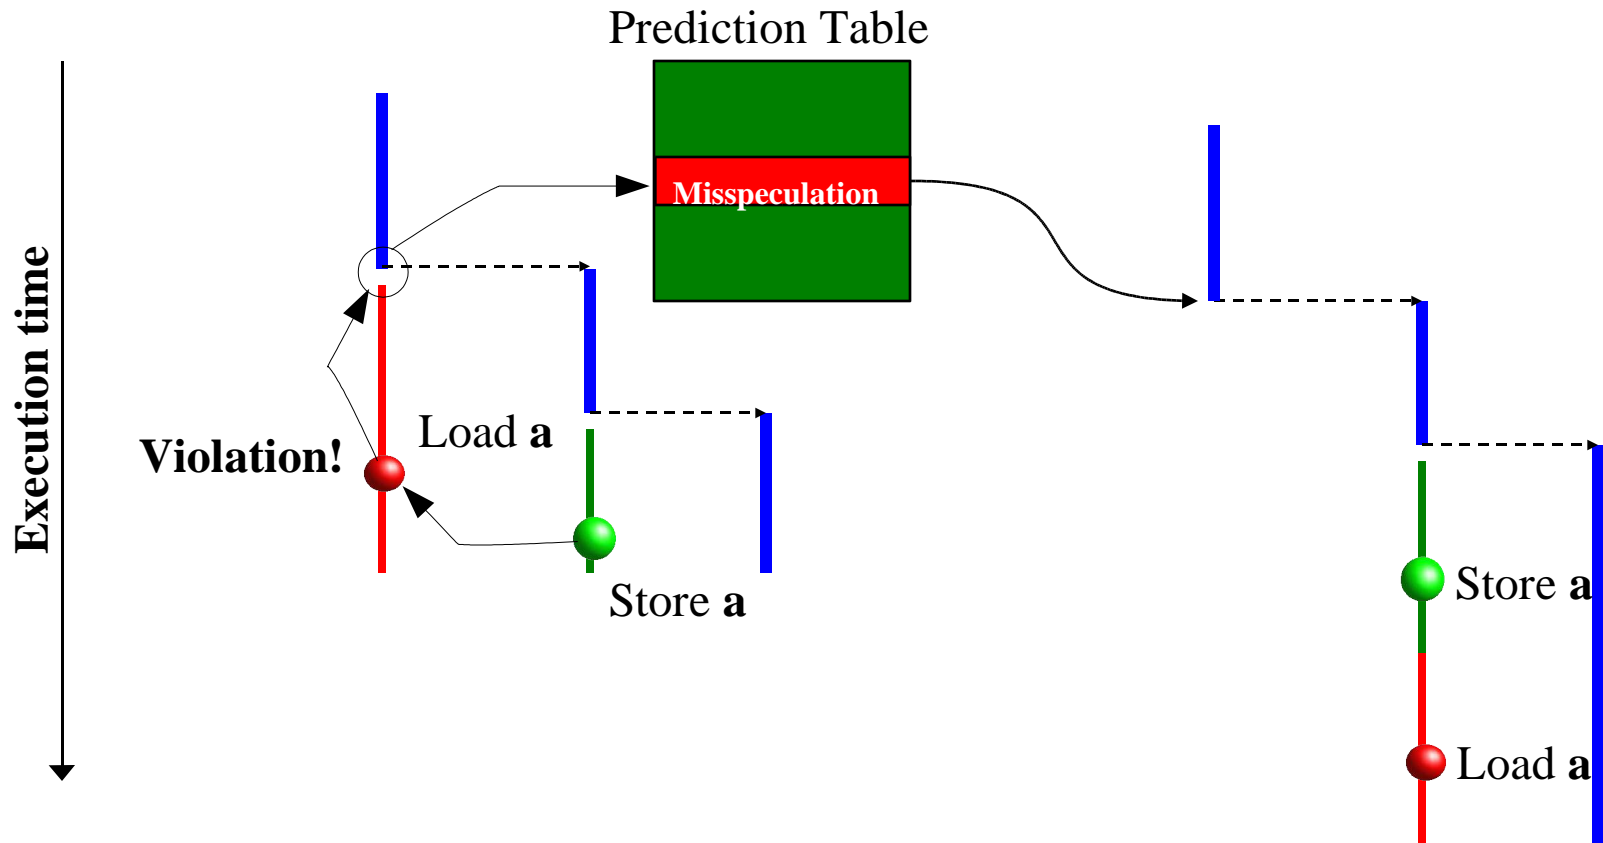 Prediction Table
Misspeculation
Execution time
Load a
Violation!
Store a
Store a
Load a